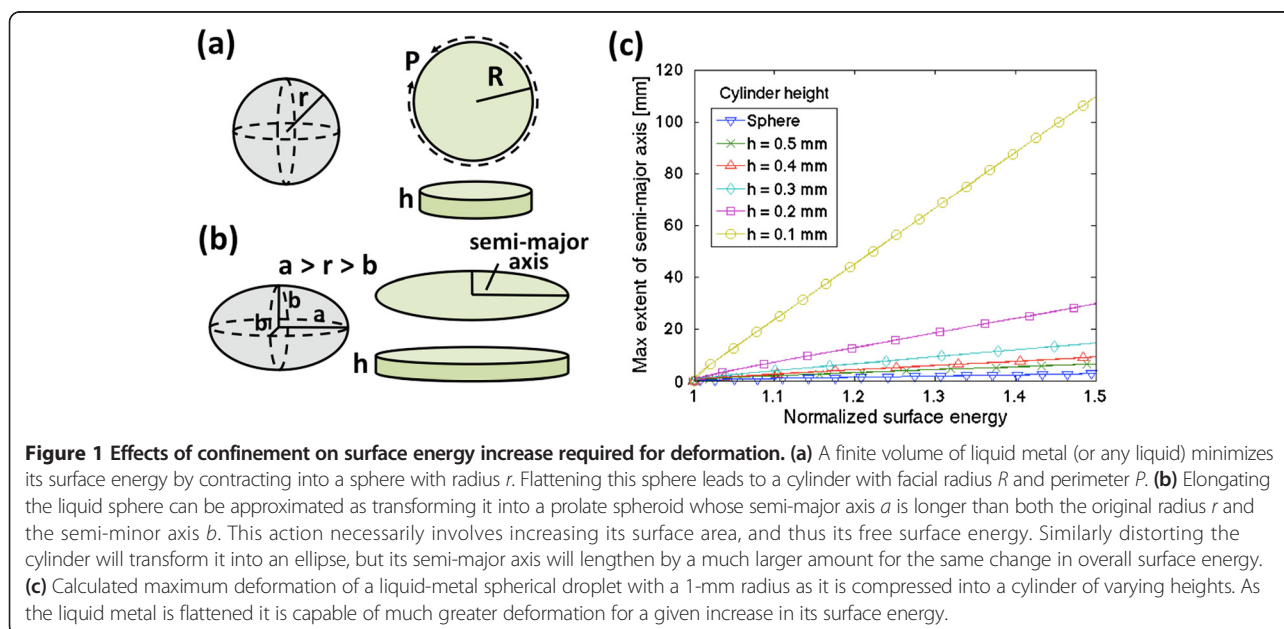 (a)
r
P
R
h
(b)
a > r > b
b
b
a
semi-major
axis
h
(c)
Max extent of semi-major axis [mm]
120
100
80
60
40
20
0
Cylinder height
Sphere
h = 0.5 mm
h = 0.4 mm
h = 0.3 mm
h = 0.2 mm
h = 0.1 mm
1 1.1 1.2 1.3 1.4 1.5
Normalized surface energy
Figure 1 Effects of confinement on surface energy increase required for deformation. (a) A finite volume of liquid metal (or any liquid) minimizes
its surface energy by contracting into a sphere with radius r. Flattening this sphere leads to a cylinder with facial radius R and perimeter P. (b) Elongating
the liquid sphere can be approximated as transforming it into a prolate spheroid whose semi-major axis a is longer than both the original radius r and
the semi-minor axis b. This action necessarily involves increasing its surface area, and thus its free surface energy. Similarly distorting the
cylinder will transform it into an ellipse, but its semi-major axis will lengthen by a much larger amount for the same change in overall surface energy.
(c) Calculated maximum deformation of a liquid-metal spherical droplet with a 1-mm radius as it is compressed into a cylinder of varying heights. As
the liquid metal is flattened it is capable of much greater deformation for a given increase in its surface energy.